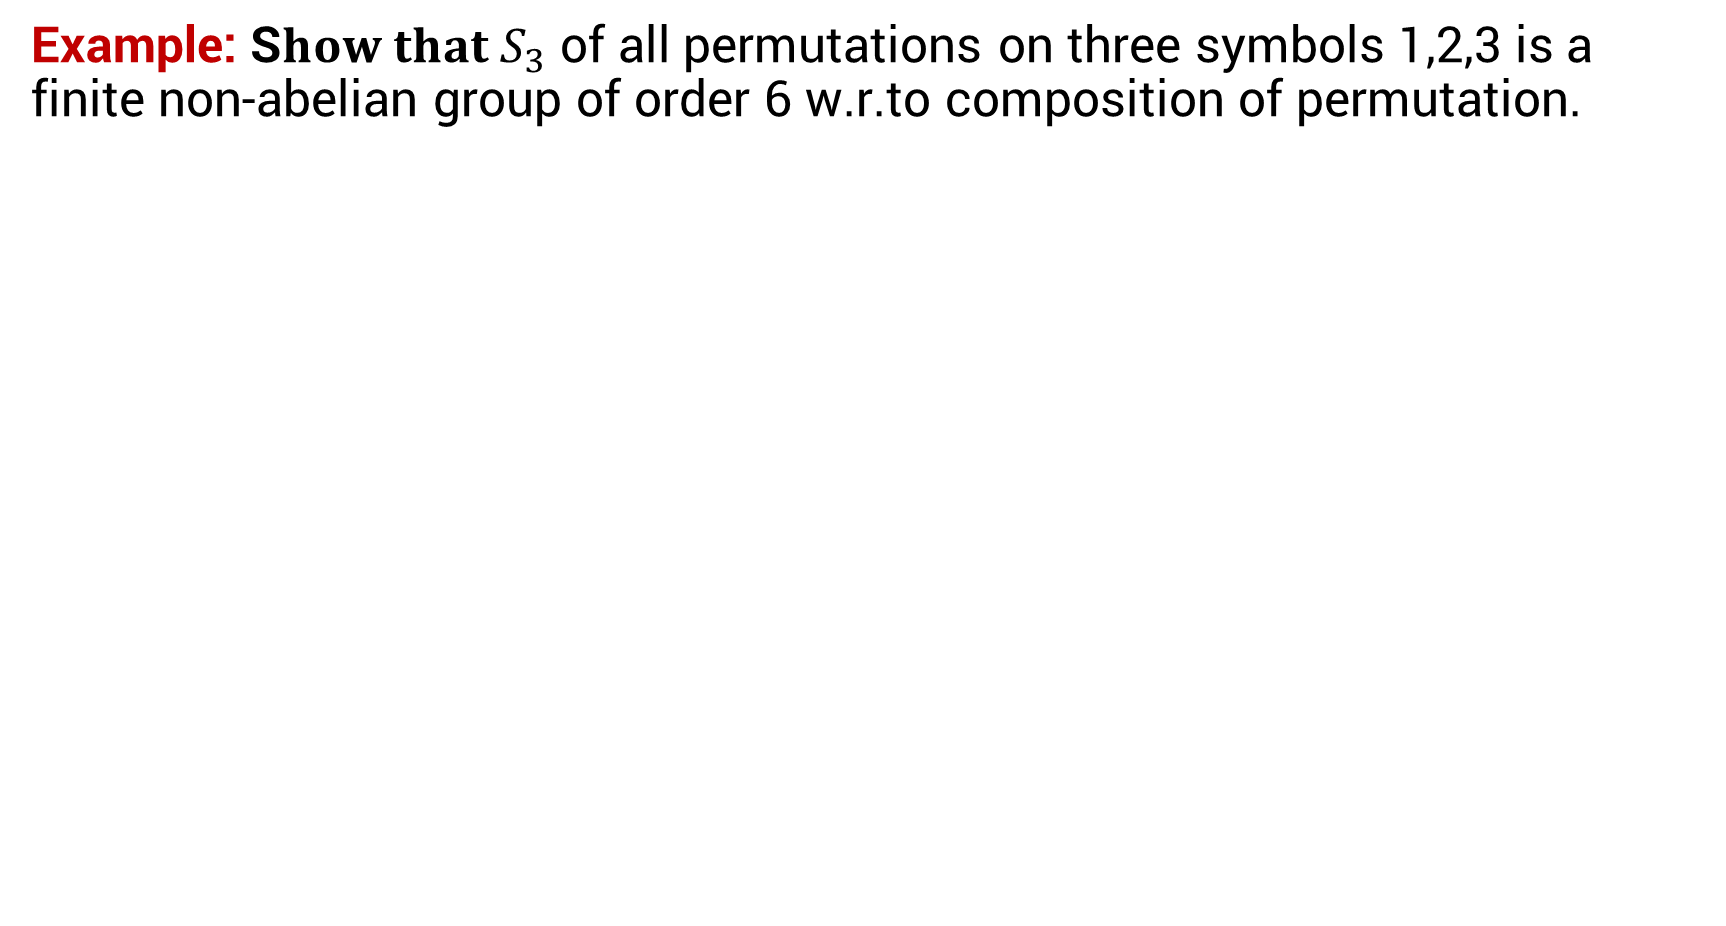 Example: Show that S₃ of all permutations on three symbols 1,2,3 is a
finite non-abelian group of order 6 w.r.to composition of permutation.